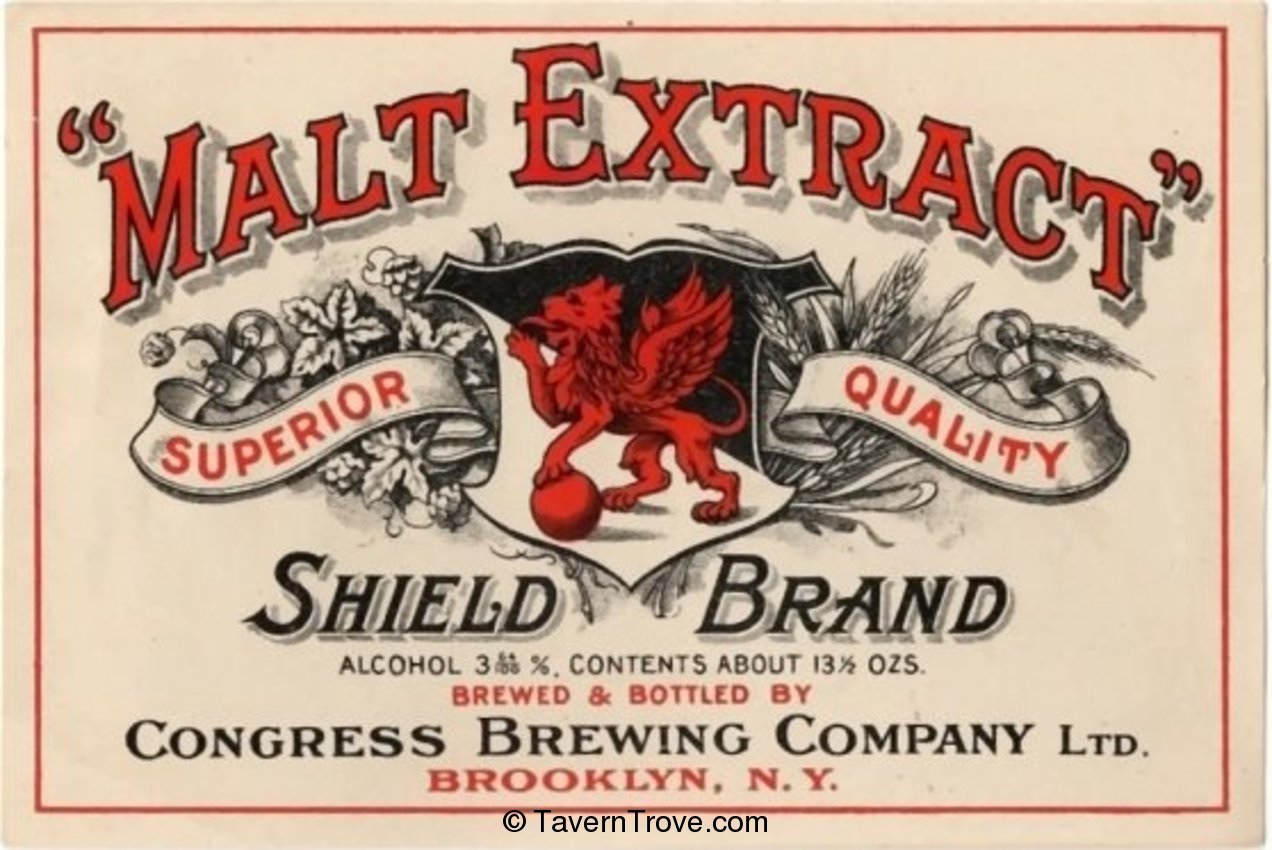 "MALT EXTRACT"
SUPERIOR QUALITY
SHIELD BRAND
ALCOHOL 3 %. CONTENTS ABOUT 13½ OZS.
BREWED & BOTTLED BY
CONGRESS BREWING COMPANY LTD.
BROOKLYN, N.Y.
© TavernTrove.com